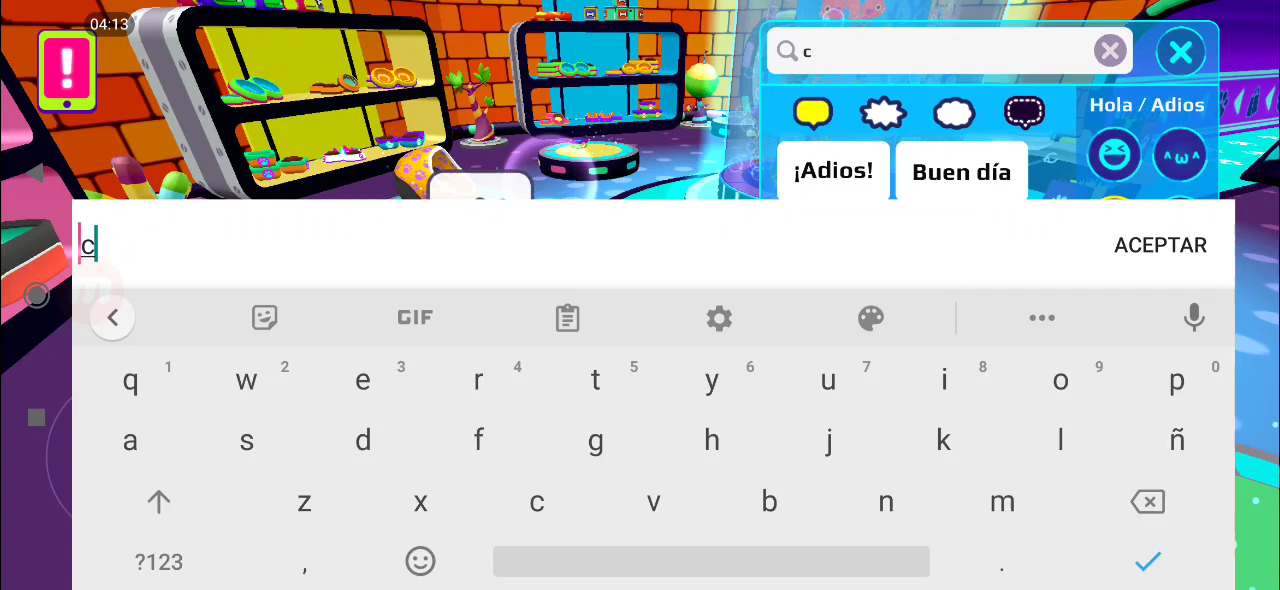 04:13
c
Hola / Adios
¡Adios!
Buen día
^ω^
c
ACEPTAR
GIF
1 2 3 4 5 6 7 8 9 0
q w e r t y u i o p
a s d f g h j k l ñ
z x c v b n m
?123 , .